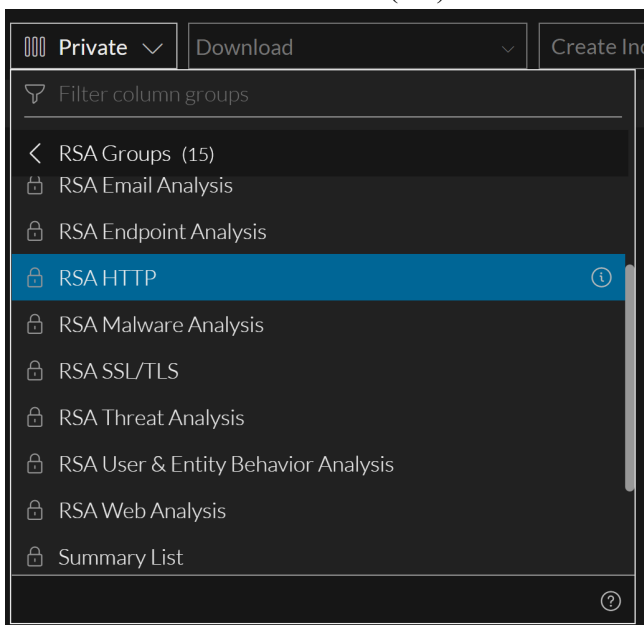 Private
Download
Create Inc
Filter column groups
RSA Groups (15)
RSA Email Analysis
RSA Endpoint Analysis
RSA HTTP
RSA Malware Analysis
RSA SSL/TLS
RSA Threat Analysis
RSA User & Entity Behavior Analysis
RSA Web Analysis
Summary List